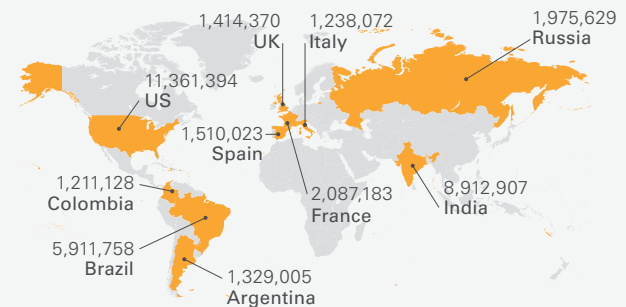 1,414,370
UK
1,238,072
Italy
1,975,629
Russia
11,361,394
US
1,510,023
Spain
1,211,128
Colombia
2,087,183
France
8,912,907
India
5,911,758
Brazil
1,329,005
Argentina